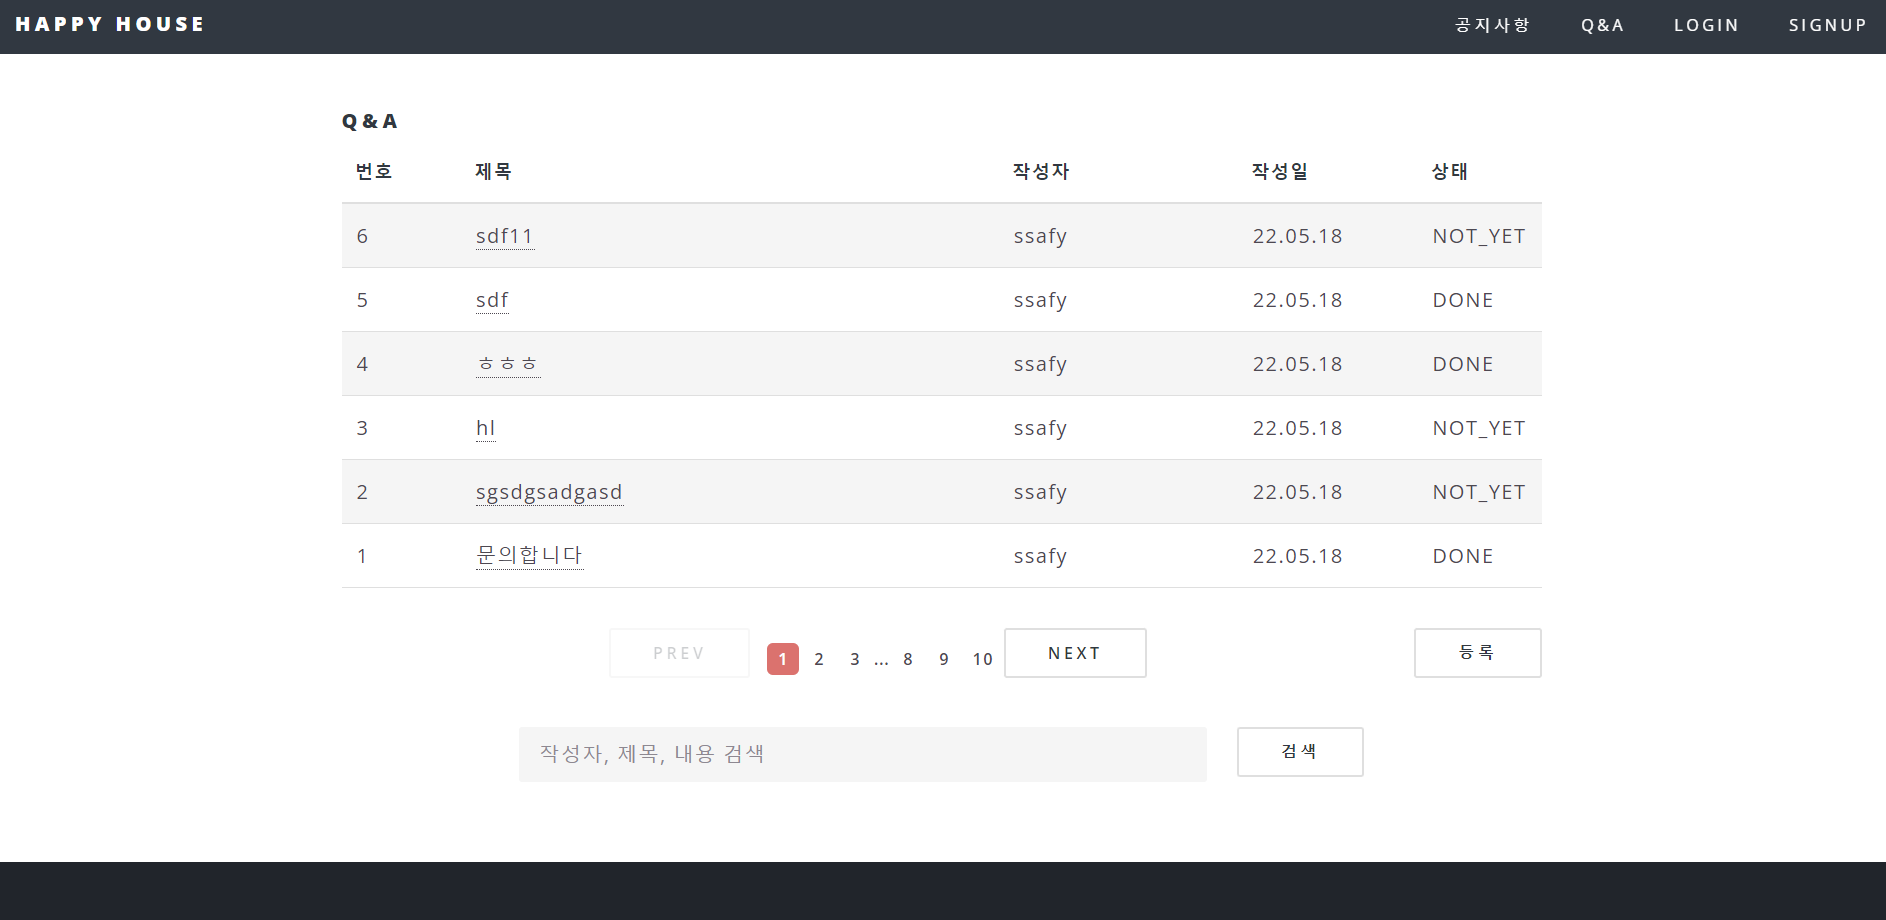 HAPPY HOUSE 공지사항 Q&A LOGIN SIGNUP
Q&A
번호 제목 작성자 작성일 상태
6 sdf11 ssafy 22.05.18 NOT_YET
5 sdf ssafy 22.05.18 DONE
4 ㅎㅎㅎ ssafy 22.05.18 DONE
3 hl ssafy 22.05.18 NOT_YET
2 sgsdgsadgasd ssafy 22.05.18 NOT_YET
1 문의합니다 ssafy 22.05.18 DONE
PREV 1 2 3 ... 8 9 10 NEXT 등록
작성자, 제목, 내용 검색 검색